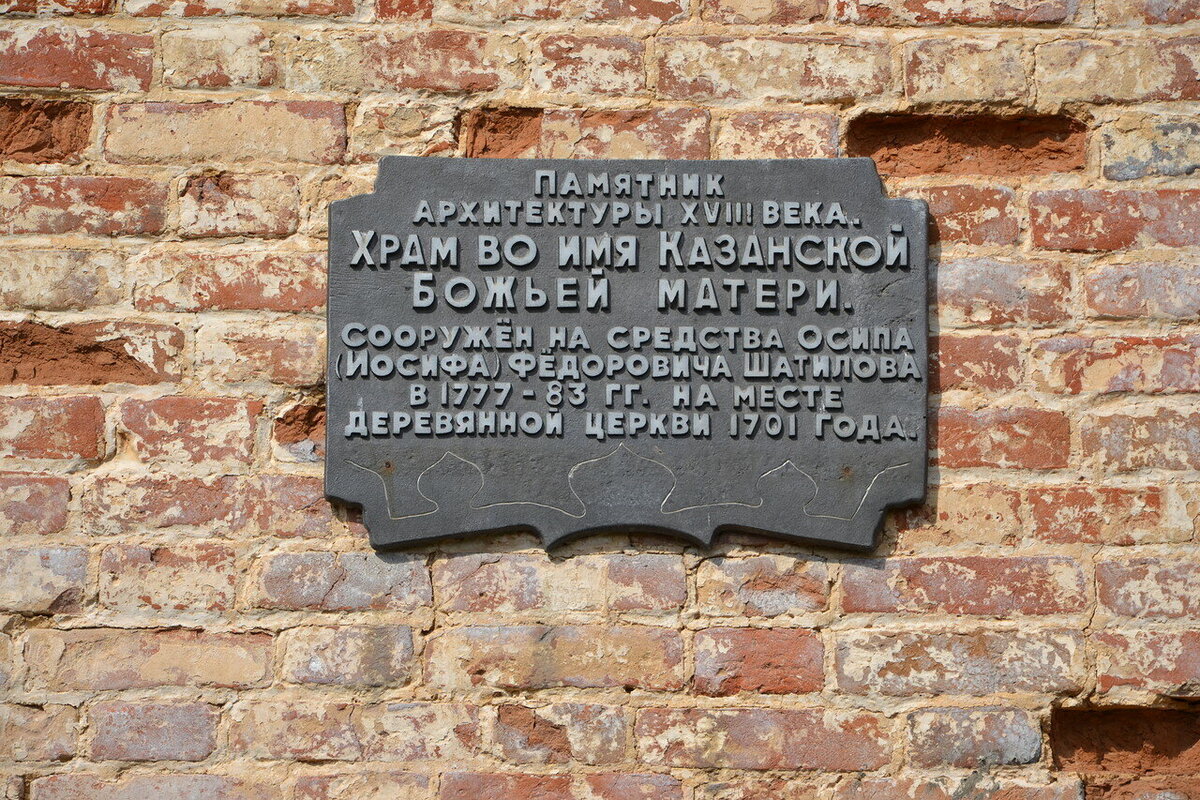 Памятник
архитектуры XVIII века.
Храм во имя Казанской
Божьей матери.
Сооружён на средства Осипа
(Иосифа) Фёдоровича Шатилова
в 1777-83 гг. на месте
деревянной церкви 1701 года.